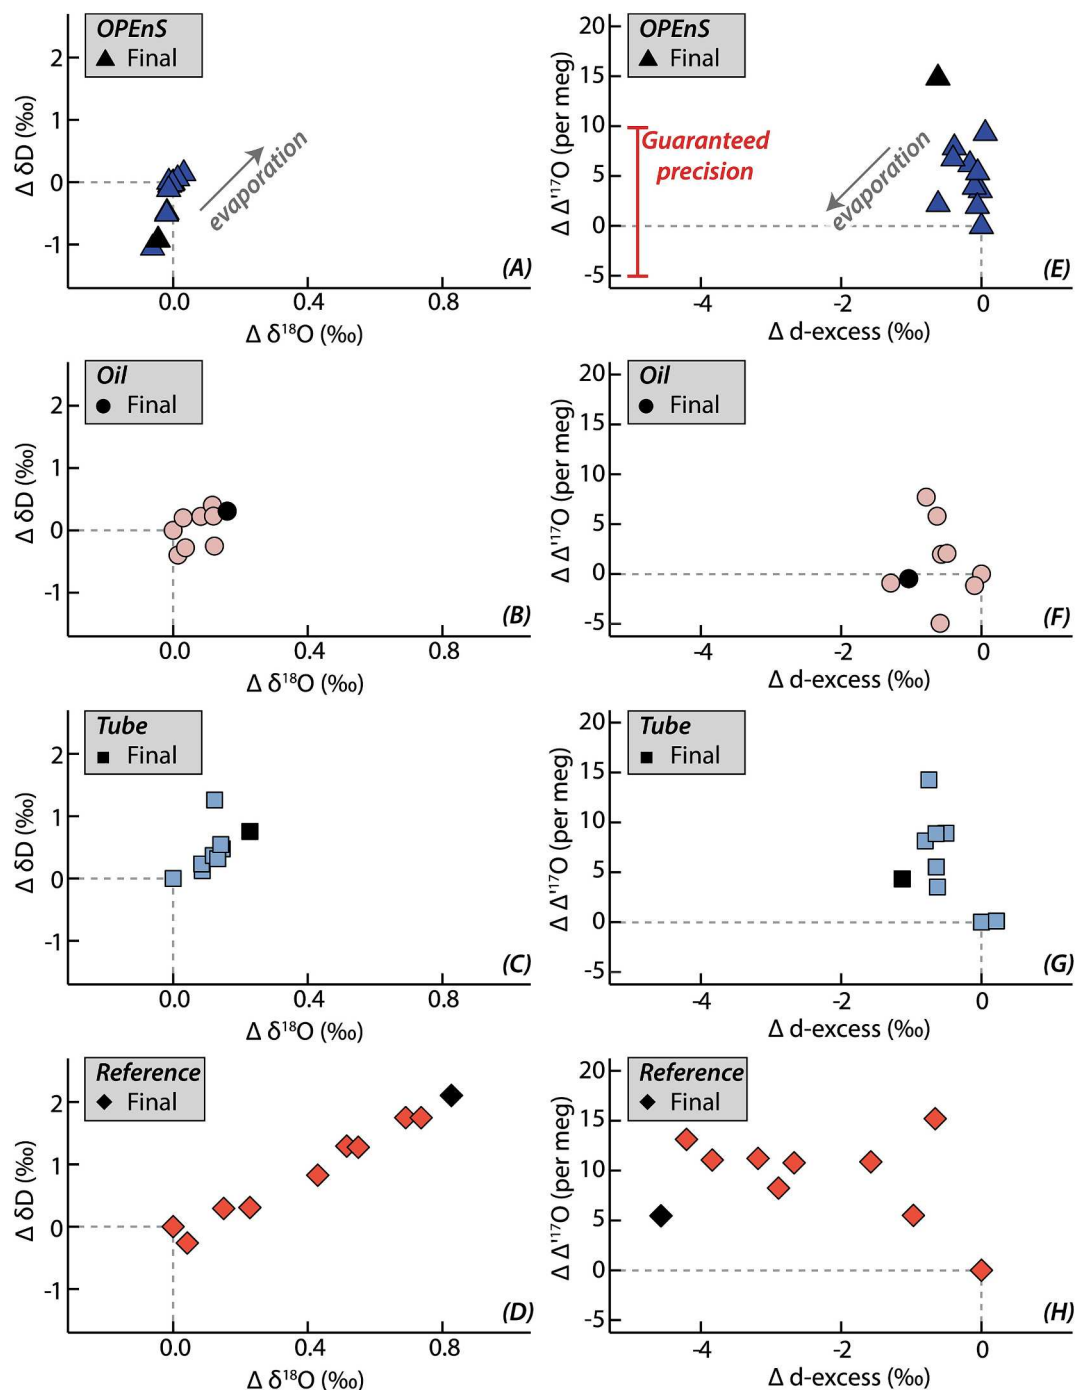 OPEnS
Final
2
1
0
-1
Δ δD (‰)
evaporation
(A)
0.0 0.4 0.8
Δ δ¹⁸O (‰)
OPEnS
Final
20
15
10
5
0
-5
Δ Δ'¹⁷O (per meg)
Guaranteed
precision
evaporation
(E)
-4 -2 0
Δ d-excess (‰)
Oil
Final
2
1
0
-1
Δ δD (‰)
(B)
0.0 0.4 0.8
Δ δ¹⁸O (‰)
Oil
Final
20
15
10
5
0
-5
Δ Δ'¹⁷O (per meg)
(F)
-4 -2 0
Δ d-excess (‰)
Tube
Final
2
1
0
-1
Δ δD (‰)
(C)
0.0 0.4 0.8
Δ δ¹⁸O (‰)
Tube
Final
20
15
10
5
0
-5
Δ Δ'¹⁷O (per meg)
(G)
-4 -2 0
Δ d-excess (‰)
Reference
Final
2
1
0
-1
Δ δD (‰)
(D)
0.0 0.4 0.8
Δ δ¹⁸O (‰)
Reference
Final
20
15
10
5
0
-5
Δ Δ'¹⁷O (per meg)
(H)
-4 -2 0
Δ d-excess (‰)